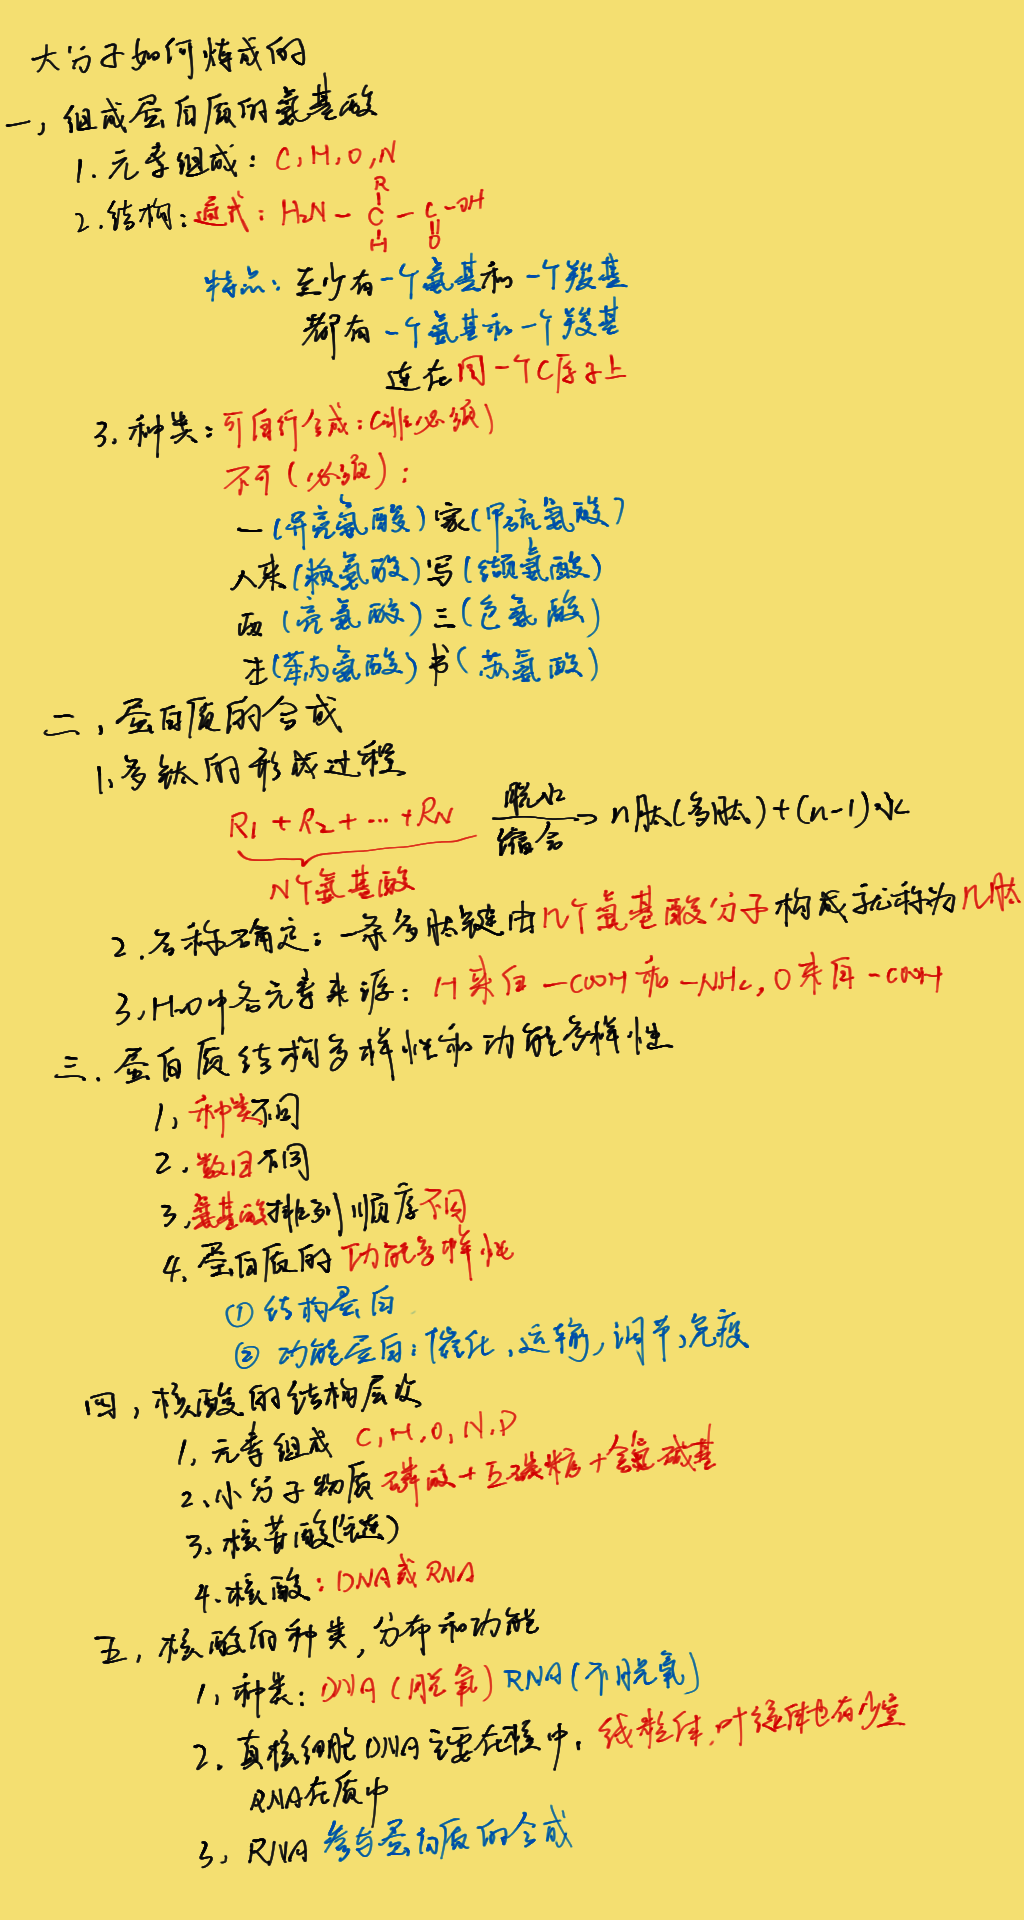 大分子如何炼成的
一，组成蛋白质的氨基酸
1. 元素组成：C，H，O，N
R
2. 结构：通式：H₂N－C－C－OH
H O
特点：至少有一个氨基和一个羧基
都有一个氨基和一个羧基
连在同一个C原子上
3. 种类：可自行合成：(非必须)
不可（必须）：
一(异亮氨酸)家(甲硫氨酸)
人来(赖氨酸)写(缬氨酸)
两(亮氨酸)三(色氨酸)
本(苯丙氨酸)书(苏氨酸)
二，蛋白质的合成
1、多肽的形成过程
R₁+R₂+…+RN 脱水缩合→ n肽(多肽)+(n-1)水
N个氨基酸
2. 名称确定：一条多肽链由n个氨基酸分子构成就称为n肽
3，H₂O中各元素来源：H来自－COOH和－NH₂，O来自－COOH
三．蛋白质结构多样性和功能多样性
1，种类不同
2．数目不同
3，氨基酸排列顺序不同
4．蛋白质的功能多样性
① 结构蛋白
② 功能蛋白：催化，运输，调节，免疫
四，核酸的结构层次
1，元素组成 C，H，O，N，P
2、小分子物质 磷酸＋五碳糖＋含氮碱基
3、核苷酸(链)
4．核酸：DNA或RNA
五，核酸的种类，分布和功能
1，种类：DNA（脱氧）RNA（不脱氧）
2．真核细胞DNA主要在核中，线粒体，叶绿体也有少量
RNA在质中
3，RNA 参与蛋白质的合成